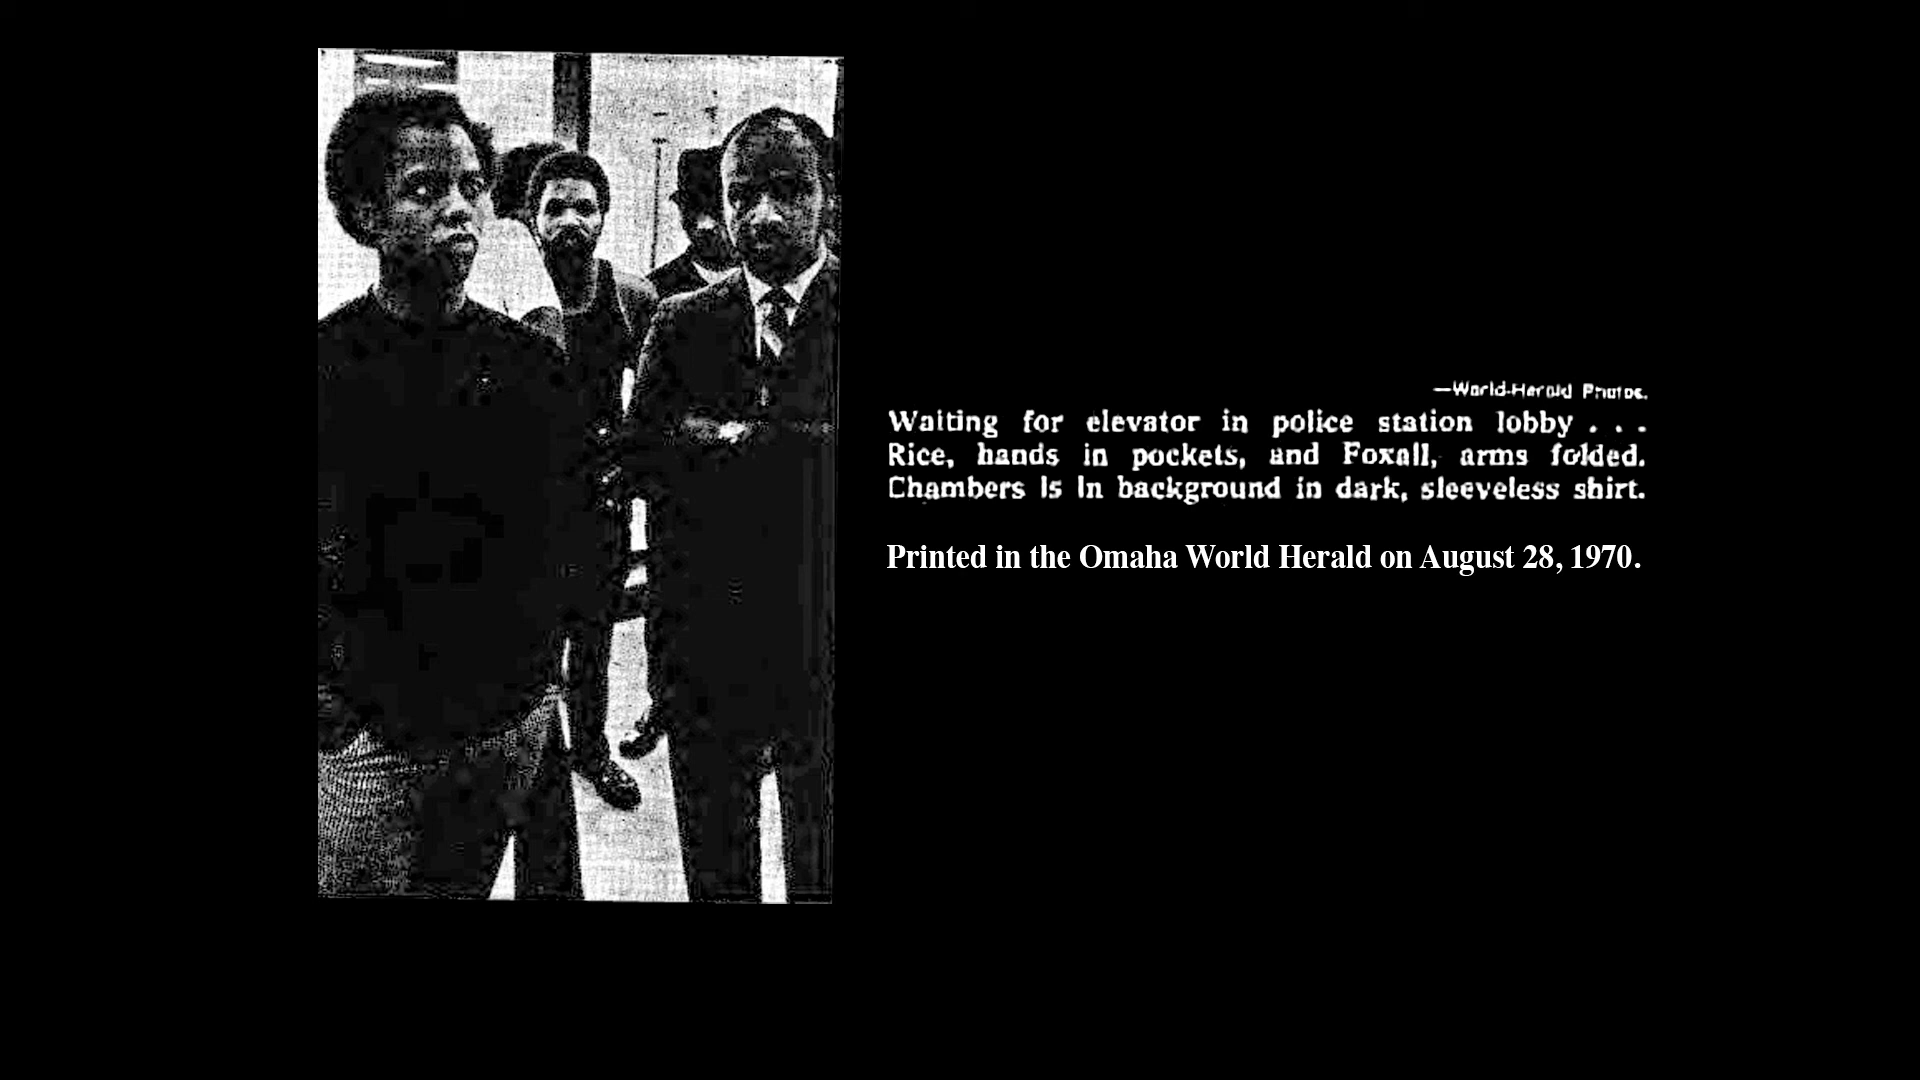 —World-Herald Photos.
Waiting for elevator in police station lobby . . .
Rice, hands in pockets, and Foxall, arms folded.
Chambers is in background in dark, sleeveless shirt.
Printed in the Omaha World Herald on August 28, 1970.